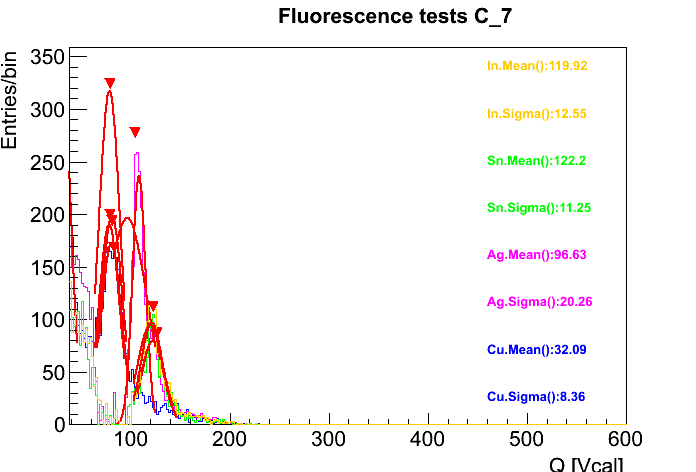 Fluorescence tests C_7
Entries/bin
350
300
250
200
150
100
50
0
In.Mean():119.92
In.Sigma():12.55
Sn.Mean():122.2
Sn.Sigma():11.25
Ag.Mean():96.63
Ag.Sigma():20.26
Cu.Mean():32.09
Cu.Sigma():8.36
100 200 300 400 500 600
Q [Vcal]